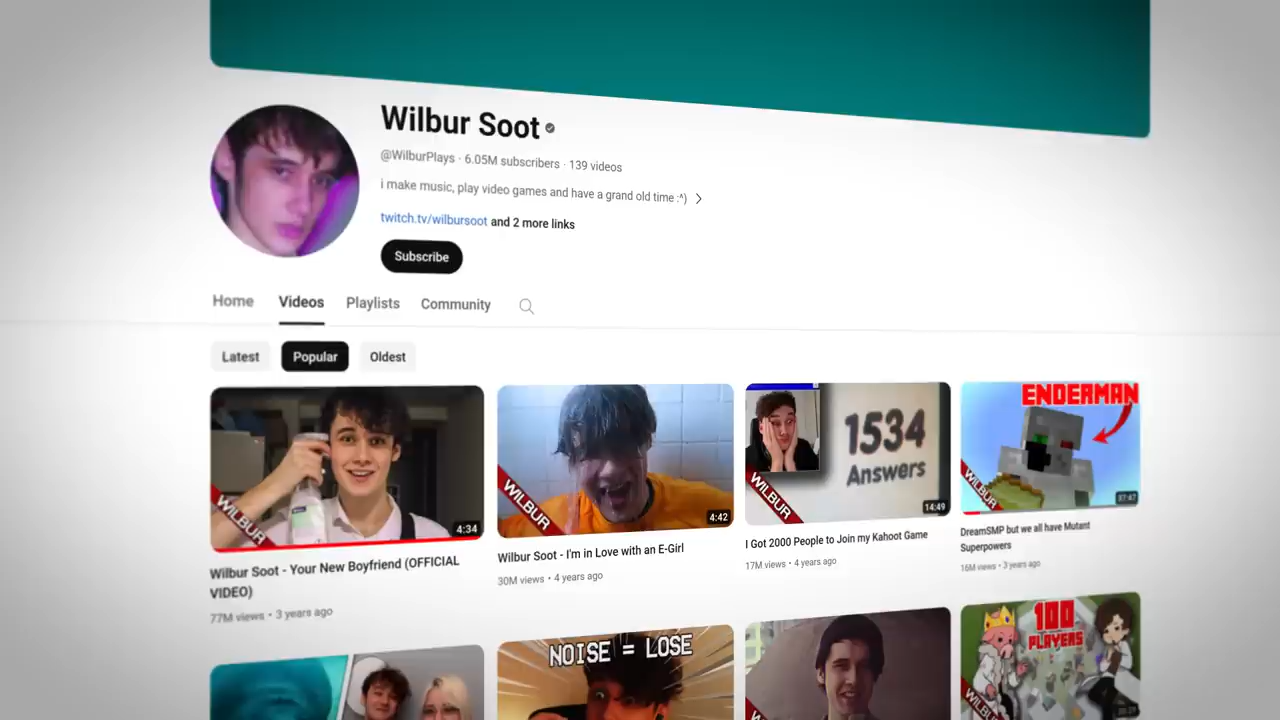 Wilbur Soot
@WilburPlays · 6.05M subscribers · 139 videos
i make music, play video games and have a grand old time :^)
twitch.tv/wilbursoot and 2 more links
Subscribe
Home Videos Playlists Community
Latest Popular Oldest
WILBUR
4:34
Wilbur Soot - Your New Boyfriend (OFFICIAL
VIDEO)
77M views • 3 years ago
WILBUR
4:42
Wilbur Soot - I'm in Love with an E-Girl
30M views • 4 years ago
1534
Answers
WILBUR
14:49
I Got 2000 People to Join my Kahoot Game
17M views • 4 years ago
ENDERMAN
WILBUR
37:47
DreamSMP but we all have Mutant
Superpowers
16M views • 3 years ago
NOISE = LOSE
100
PLAYERS
WILBUR